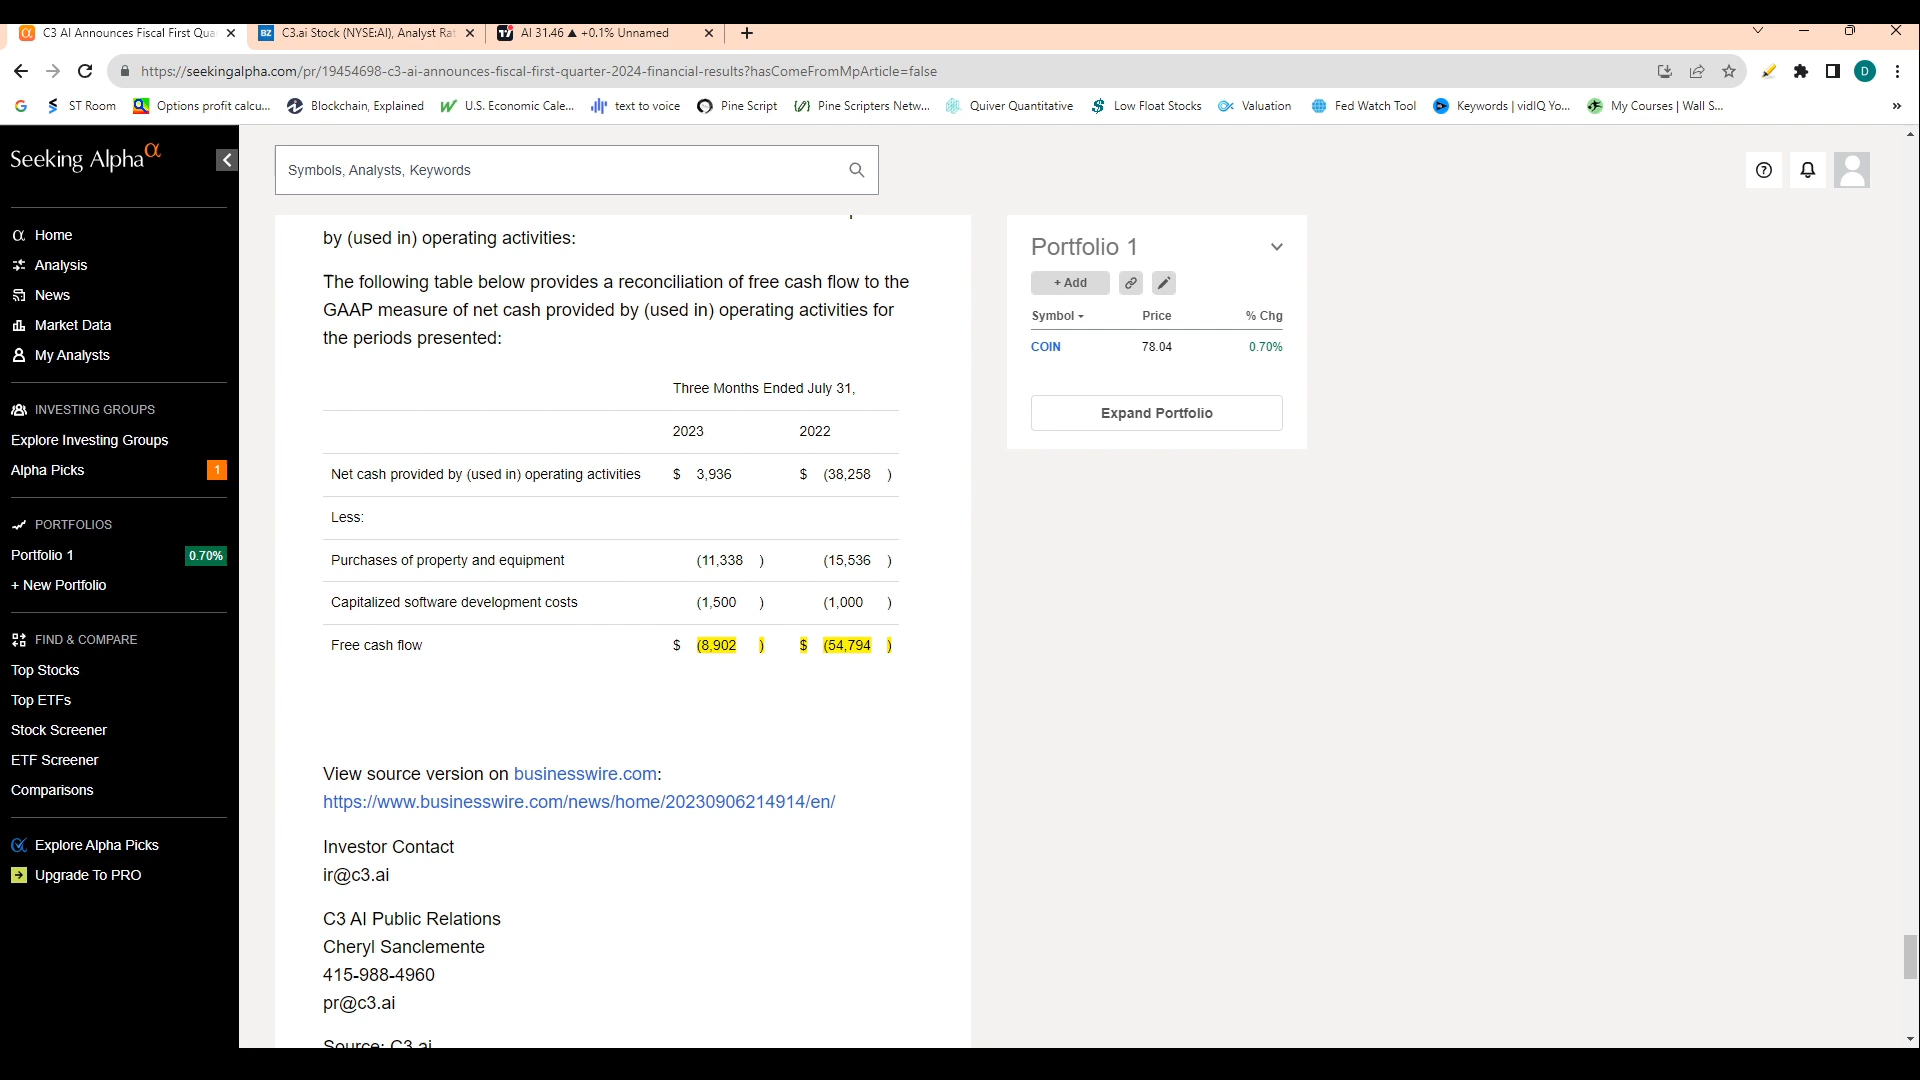 C3 AI Announces Fiscal First Qua
C3.ai Stock (NYSE:AI), Analyst Rat
AI 31.46 ▲ +0.1% Unnamed
https://seekingalpha.com/pr/19454698-c3-ai-announces-fiscal-first-quarter-2024-financial-results?hasComeFromMpArticle=false
D
ST Room
Options profit calcu...
Blockchain, Explained
U.S. Economic Cale...
text to voice
Pine Script
Pine Scripters Netw...
Quiver Quantitative
Low Float Stocks
Valuation
Fed Watch Tool
Keywords | vidIQ Yo...
My Courses | Wall S...
»
Seeking Alphaα
Symbols, Analysts, Keywords
Home
Analysis
News
Market Data
My Analysts
INVESTING GROUPS
Explore Investing Groups
Alpha Picks 1
PORTFOLIOS
Portfolio 1 0.70%
+ New Portfolio
FIND & COMPARE
Top Stocks
Top ETFs
Stock Screener
ETF Screener
Comparisons
Explore Alpha Picks
Upgrade To PRO
by (used in) operating activities:
The following table below provides a reconciliation of free cash flow to the
GAAP measure of net cash provided by (used in) operating activities for
the periods presented:
Three Months Ended July 31,
2023 2022
Net cash provided by (used in) operating activities $ 3,936 $ (38,258 )
Less:
Purchases of property and equipment (11,338 ) (15,536 )
Capitalized software development costs (1,500 ) (1,000 )
Free cash flow $ (8,902 ) $ (54,794 )
View source version on businesswire.com:
https://www.businesswire.com/news/home/20230906214914/en/
Investor Contact
ir@c3.ai
C3 AI Public Relations
Cheryl Sanclemente
415-988-4960
pr@c3.ai
Source: C3.ai
Portfolio 1
+ Add
Symbol Price % Chg
COIN 78.04 0.70%
Expand Portfolio